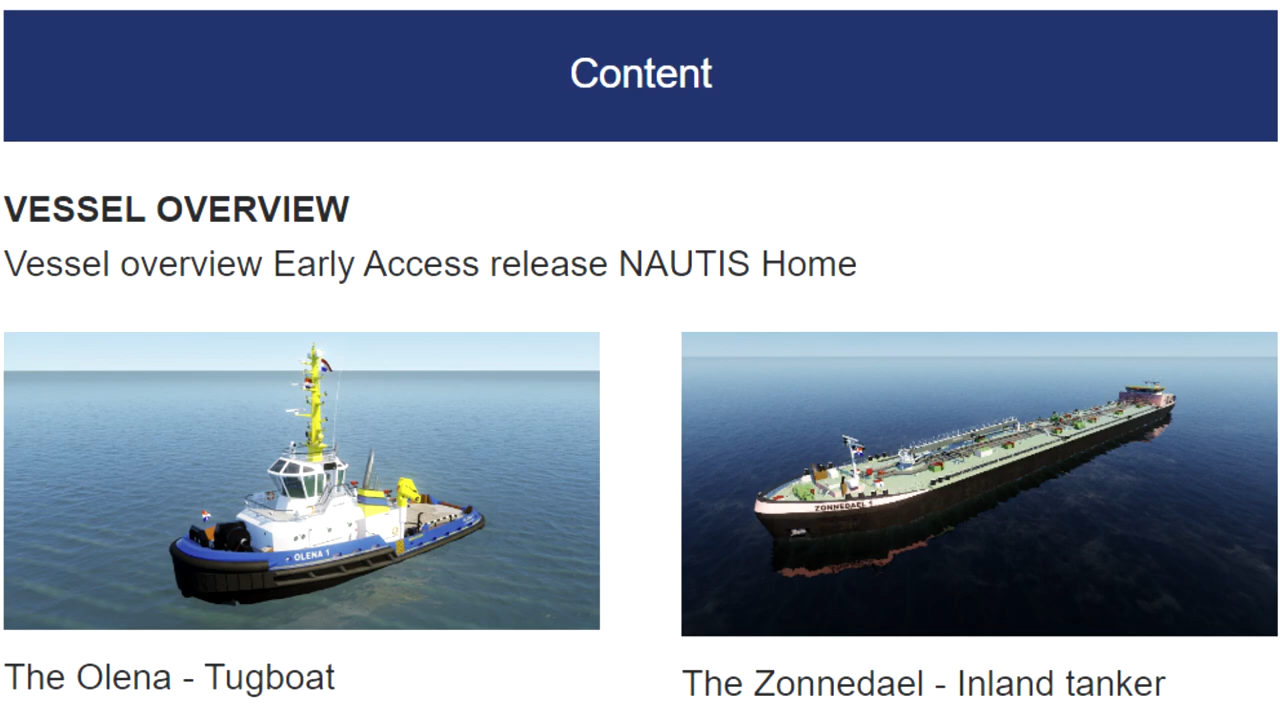 Content
VESSEL OVERVIEW
Vessel overview Early Access release NAUTIS Home
OLENA 1
ZONNEDAEL 1
The Olena - Tugboat
The Zonnedael - Inland tanker